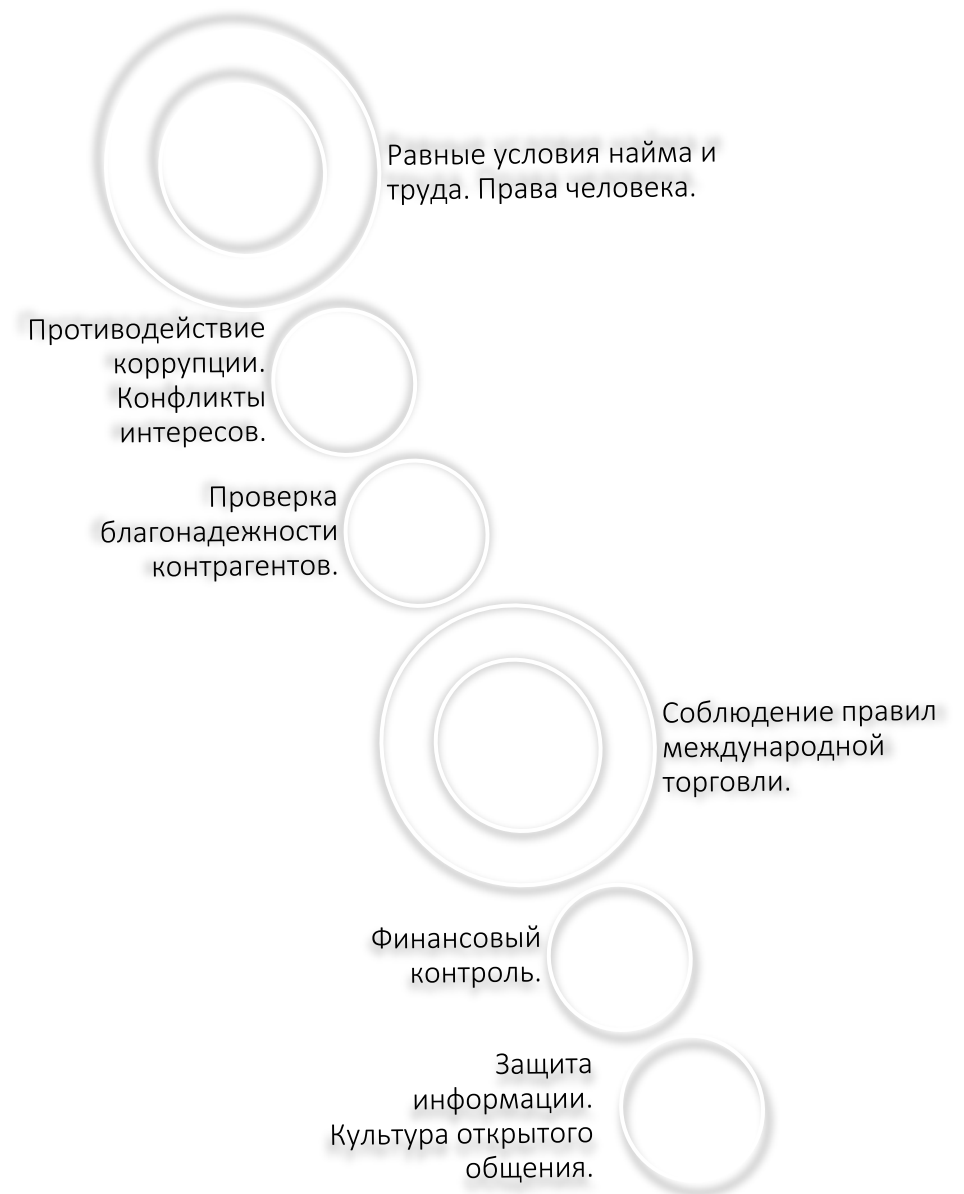 Равные условия найма и
труда. Права человека.
Противодействие
коррупции.
Конфликты
интересов.
Проверка
благонадежности
контрагентов.
Соблюдение правил
международной
торговли.
Финансовый
контроль.
Защита
информации.
Культура открытого
общения.